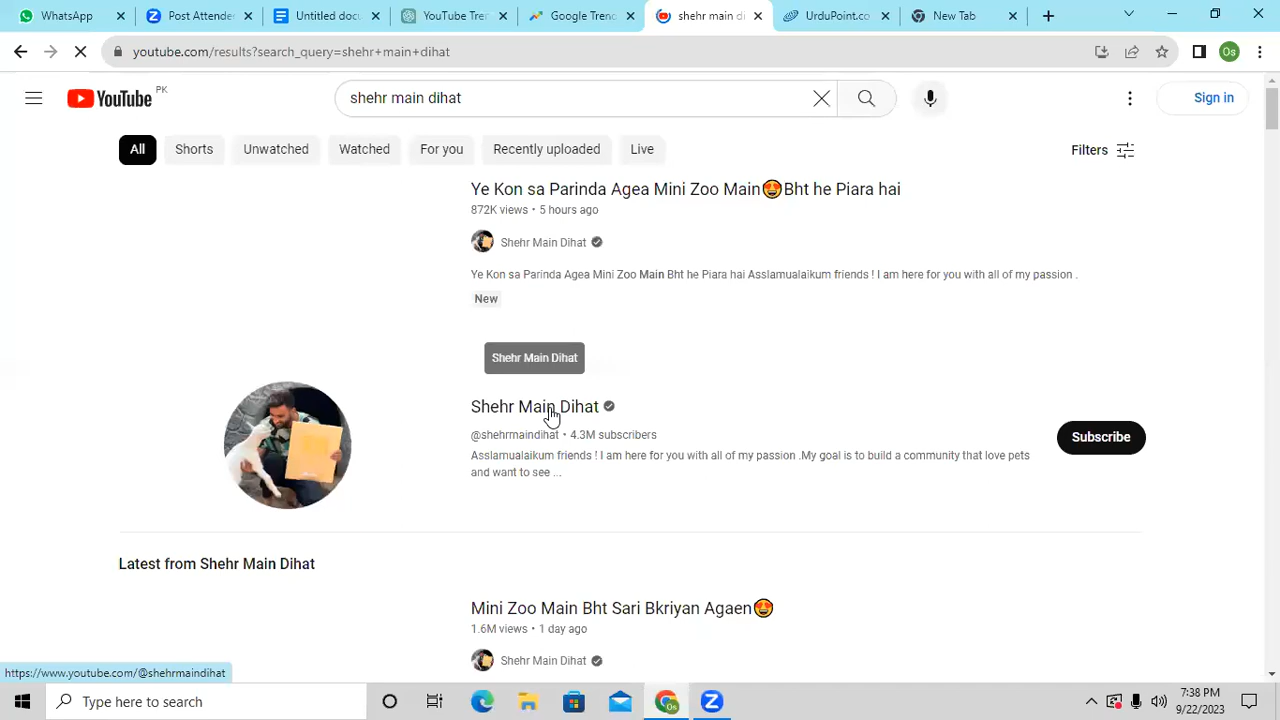 WhatsApp
Post Attende
Untitled docu
YouTube Tren
Google Tren
shehr main di
UrduPoint.co
New Tab
youtube.com/results?search_query=shehr+main+dihat
Os
YouTube PK
shehr main dihat
Sign in
All
Shorts
Unwatched
Watched
For you
Recently uploaded
Live
Filters
Ye Kon sa Parinda Agea Mini Zoo Main🤩Bht he Piara hai
872K views • 5 hours ago
Shehr Main Dihat
Ye Kon sa Parinda Agea Mini Zoo Main Bht he Piara hai Asslamualaikum friends ! I am here for you with all of my passion .
New
Shehr Main Dihat
Shehr Main Dihat
@shehrmaindihat • 4.3M subscribers
Asslamualaikum friends ! I am here for you with all of my passion .My goal is to build a community that love pets
and want to see ...
Subscribe
Latest from Shehr Main Dihat
Mini Zoo Main Bht Sari Bkriyan Agaen🤩
1.6M views • 1 day ago
Shehr Main Dihat
https://www.youtube.com/@shehrmaindihat
Type here to search
7:38 PM
9/22/2023